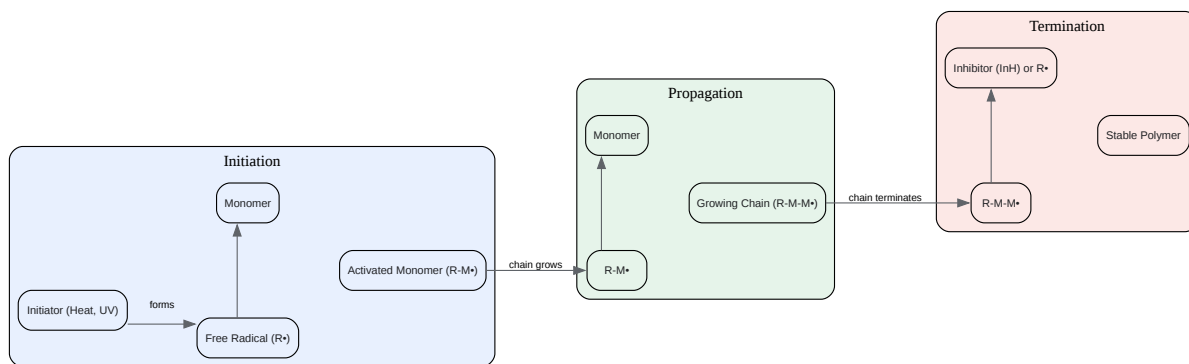 Initiation
Monomer
Initiator (Heat, UV)
forms
Free Radical (R•)
Activated Monomer (R-M•)
chain grows
Propagation
Monomer
R-M•
Growing Chain (R-M-M•)
chain terminates
Termination
Inhibitor (InH) or R•
R-M-M•
Stable Polymer